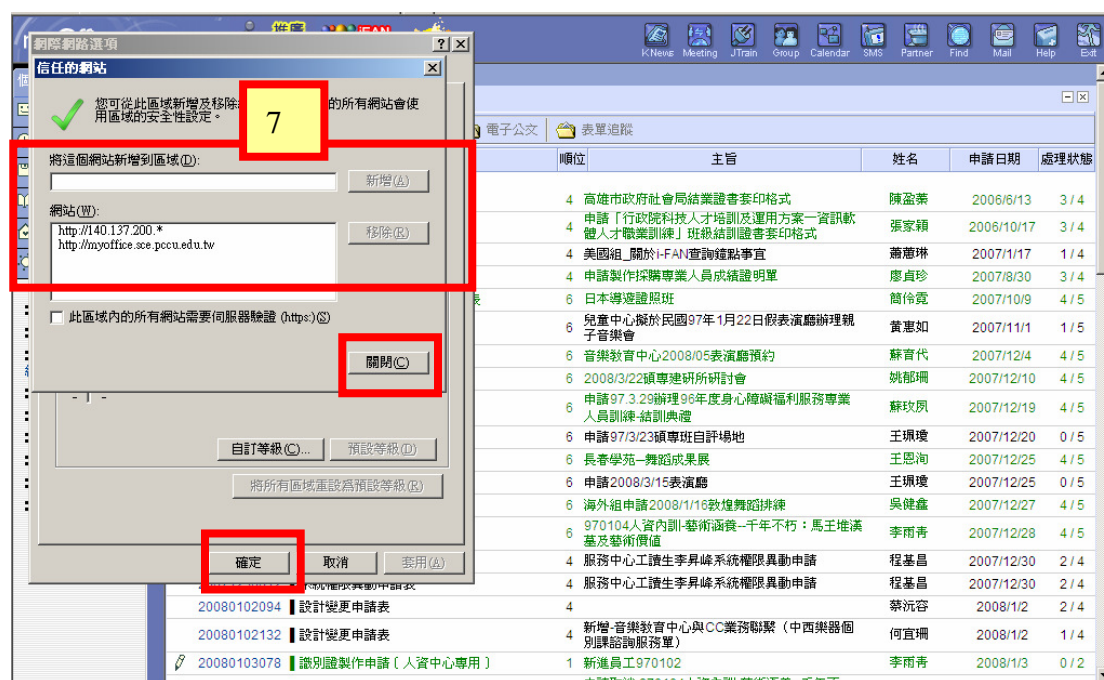 推廣
KNews Meeting JTrain Group Calendar SMS Partner Find Mail Help Exit
網際網路選項
信任的網站
您可從此區域新增及移除
的所有網站會使
用區域的安全性設定。
7
將這個網站新增到區域(D):
新增(A)
網站(W):
http://140.137.200.*
http://myoffice.sce.pccu.edu.tw
移除(R)
此區域內的所有網站需要伺服器驗證 (https:)(S)
關閉(C)
自訂等級(C)...
預設等級(D)
將所有區域重設為預設等級(R)
確定
取消
套用(A)
電子公文
表單追蹤
順位 主旨 姓名 申請日期 處理狀態
4 高雄市政府社會局結業證書套印格式 陳盈蓁 2006/6/13 3 / 4
4 申請「行政院科技人才培訓及運用方案一資訊軟
體人才職業訓練」班級結訓證書套印格式 張家穎 2006/10/17 3 / 4
4 美國組_關於i-FAN查詢鐘點事宜 蕭蕙琳 2007/1/17 1 / 4
4 申請製作採購專業人員成績證明單 廖貞珍 2007/8/30 3 / 4
6 日本導遊證照班 簡伶霓 2007/10/9 4 / 5
6 兒童中心擬於民國97年1月22日假表演廳辦理親
子音樂會 黃惠如 2007/11/1 1 / 5
6 音樂教育中心2008/05表演廳預約 蘇育代 2007/12/4 4 / 5
6 2008/3/22碩專建研所研討會 姚郁珊 2007/12/10 4 / 5
6 申請97.3.29辦理96年度身心障礙福利服務專業
人員訓練-結訓典禮 蘇玟夙 2007/12/19 4 / 5
6 申請97/3/23碩專班自評場地 王珮瓊 2007/12/20 0 / 5
6 長春學苑─舞蹈成果展 王思洵 2007/12/25 4 / 5
6 申請2008/3/15表演廳 王珮瓊 2007/12/25 0 / 5
6 海外組申請2008/1/16敦煌舞蹈排練 吳健鑫 2007/12/27 4 / 5
6 970104人資內訓-藝術涵養--千年不朽：馬王堆漢
墓及藝術價值 李雨青 2007/12/28 4 / 5
4 服務中心工讀生李昇峰系統權限異動申請 程基昌 2007/12/30 2 / 4
系統權限異動申請表 4 服務中心工讀生李昇峰系統權限異動申請 程基昌 2007/12/30 2 / 4
20080102094 設計變更申請表 4 蔡沅容 2008/1/2 2 / 4
20080102132 設計變更申請表 4 新增-音樂教育中心與CC業務聯繫（中西樂器個
別課諮詢服務單） 何宜珊 2008/1/2 1 / 4
20080103078 識別證製作申請〔人資中心專用〕 1 新進員工970102 李雨青 2008/1/3 0 / 2